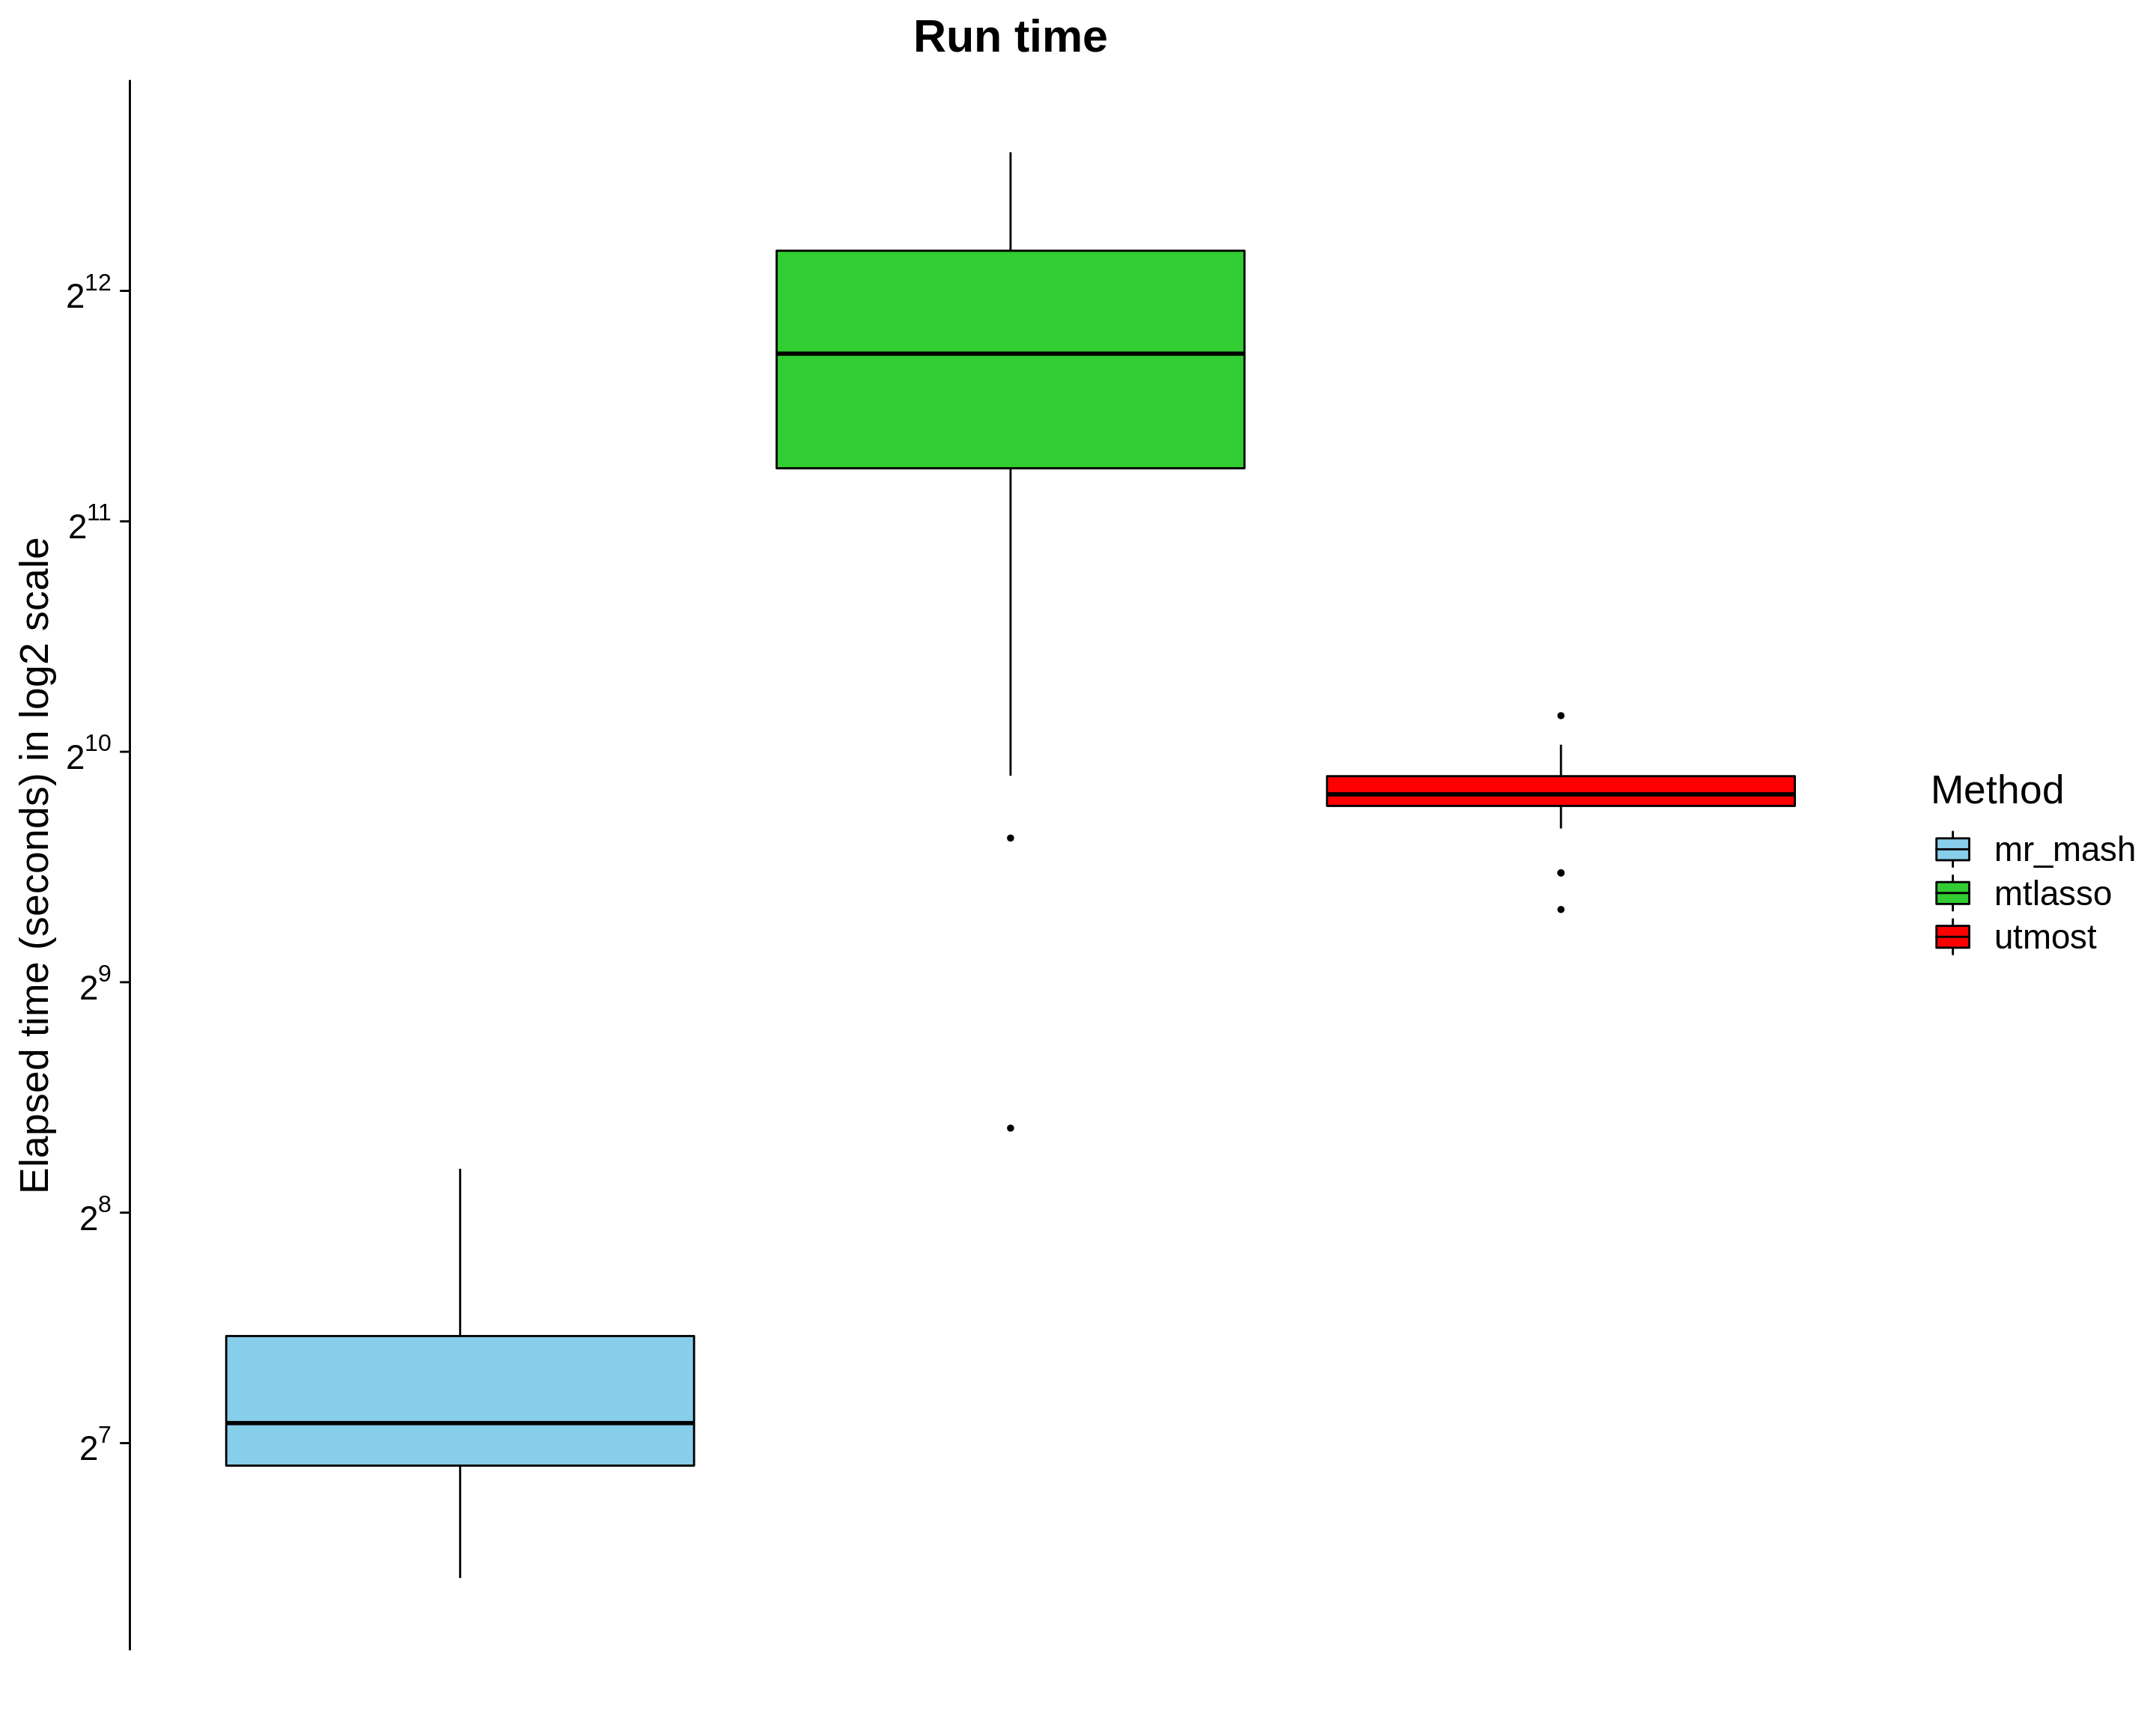 Run time
Elapsed time (seconds) in log2 scale
2^12
2^11
2^10
2^9
2^8
2^7
Method
mr_mash
mtlasso
utmost